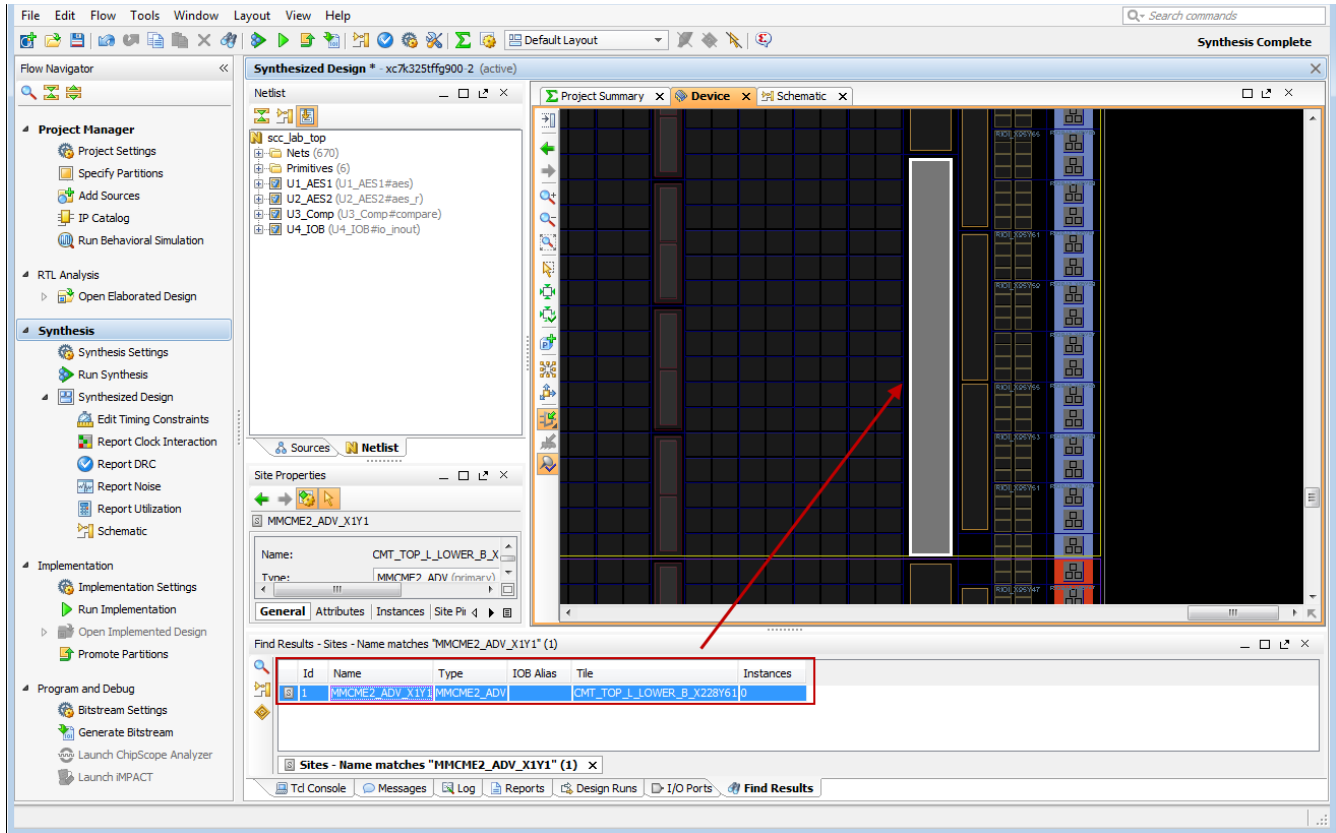 File Edit Flow Tools Window Layout View Help
Search commands
Default Layout
Synthesis Complete
Flow Navigator
Project Manager
Project Settings
Specify Partitions
Add Sources
IP Catalog
Run Behavioral Simulation
RTL Analysis
Open Elaborated Design
Synthesis
Synthesis Settings
Run Synthesis
Synthesized Design
Edit Timing Constraints
Report Clock Interaction
Report DRC
Report Noise
Report Utilization
Schematic
Implementation
Implementation Settings
Run Implementation
Open Implemented Design
Promote Partitions
Program and Debug
Bitstream Settings
Generate Bitstream
Launch ChipScope Analyzer
Launch iMPACT
Synthesized Design * - xc7k325tffg900-2 (active)
Netlist
scc_lab_top
Nets (670)
Primitives (6)
U1_AES1 (U1_AES1#aes)
U2_AES2 (U2_AES2#aes_r)
U3_Comp (U3_Comp#compare)
U4_IOB (U4_IOB#io_inout)
Sources Netlist
Site Properties
MMCME2_ADV_X1Y1
Name: CMT_TOP_L_LOWER_B_X
Type: MMCME2_ADV (primary)
General Attributes Instances Site Pi
Project Summary Device Schematic
Find Results - Sites - Name matches "MMCME2_ADV_X1Y1" (1)
Id Name Type IOB Alias Tile Instances
1 MMCME2_ADV_X1Y1 MMCME2_ADV CMT_TOP_L_LOWER_B_X228Y61 0
Sites - Name matches "MMCME2_ADV_X1Y1" (1)
Tcl Console Messages Log Reports Design Runs I/O Ports Find Results